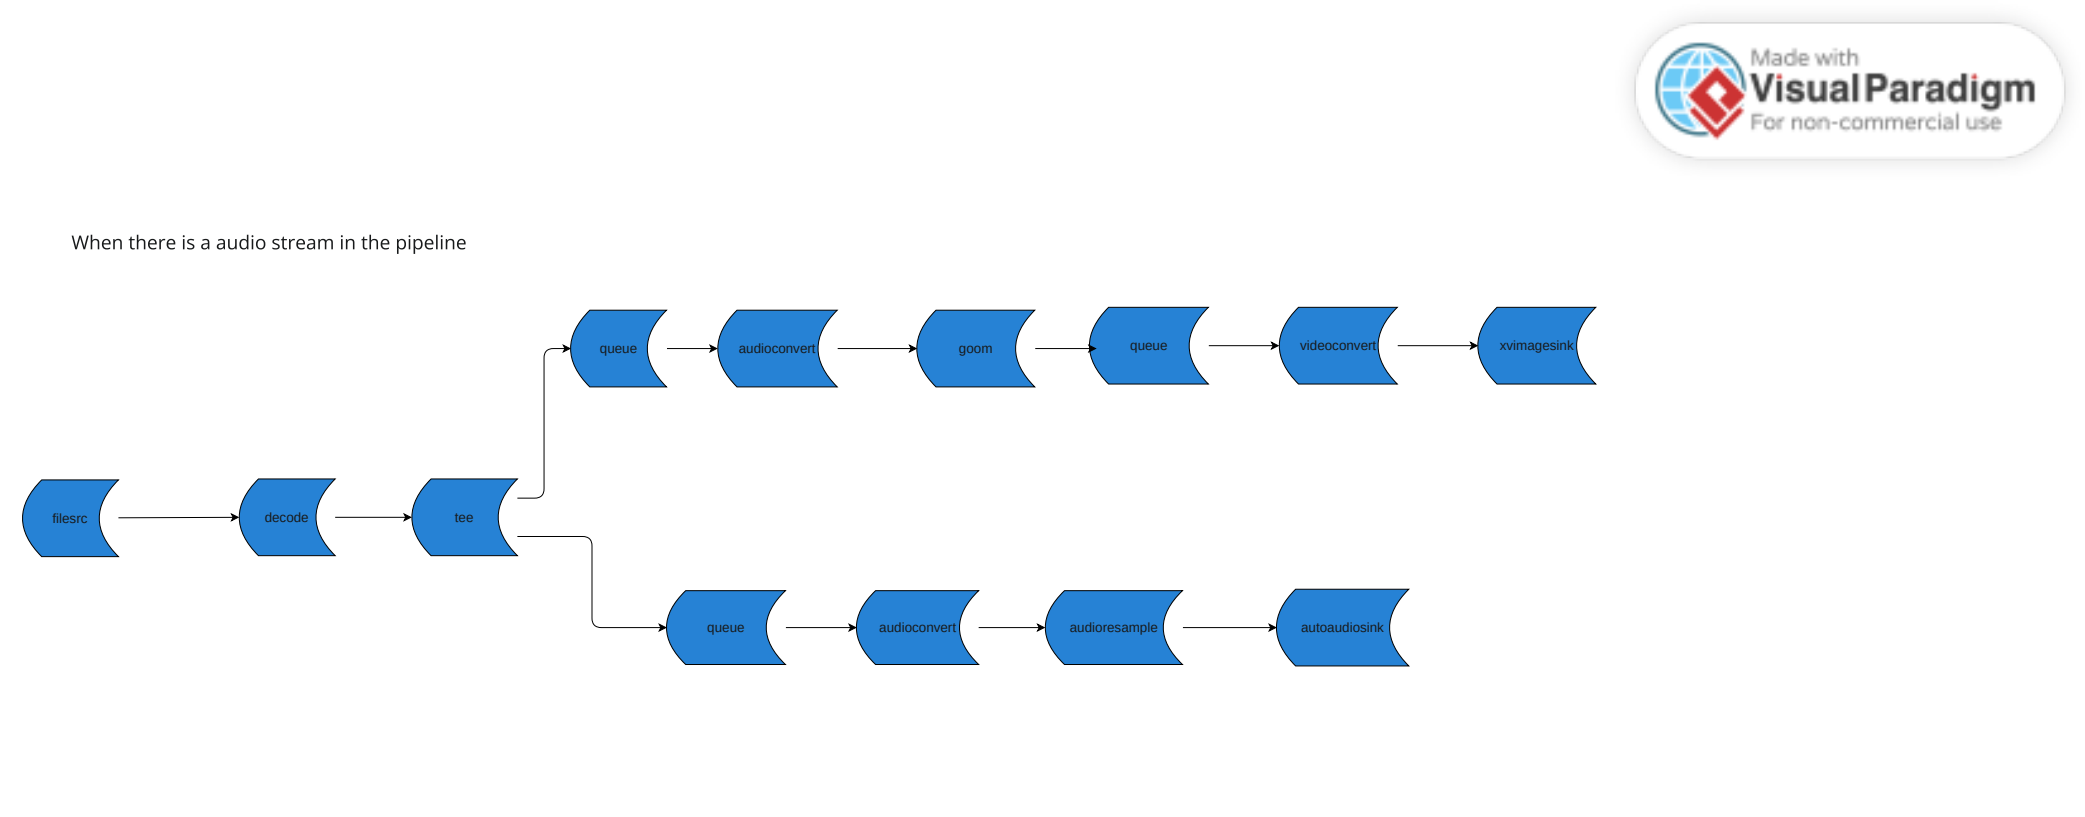 Made with
Visual Paradigm
For non-commercial use
When there is a audio stream in the pipeline
queue
audioconvert
goom
queue
videoconvert
xvimagesink
filesrc
decode
tee
queue
audioconvert
audioresample
autoaudiosink